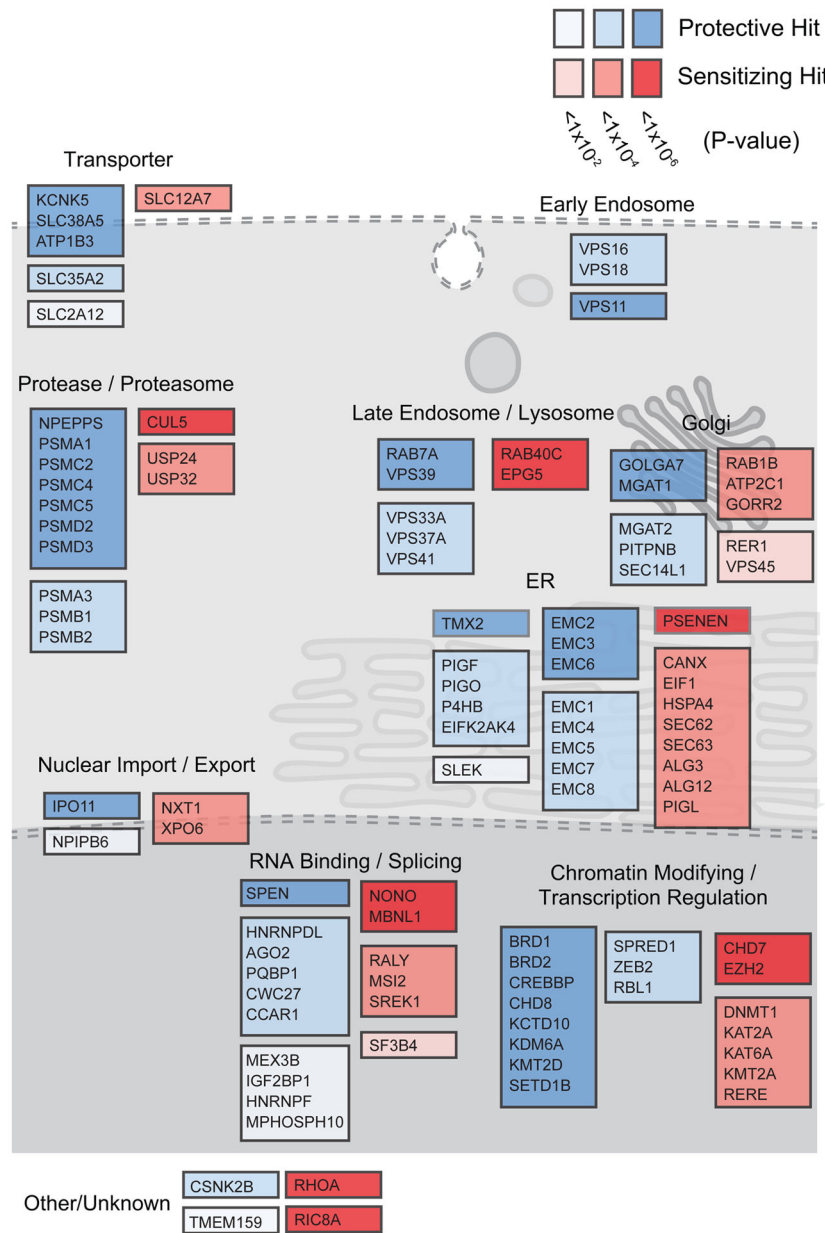 Protective Hit
Sensitizing Hit
<1x10-2
<1x10-4
<1x10-6
(P-value)
Transporter
KCNK5
SLC38A5
ATP1B3
SLC12A7
SLC35A2
SLC2A12
Early Endosome
VPS16
VPS18
VPS11
Protease / Proteasome
NPEPPS
PSMA1
PSMC2
PSMC4
PSMC5
PSMD2
PSMD3
CUL5
USP24
USP32
PSMA3
PSMB1
PSMB2
Late Endosome / Lysosome
RAB7A
VPS39
RAB40C
EPG5
VPS33A
VPS37A
VPS41
Golgi
GOLGA7
MGAT1
RAB1B
ATP2C1
GORR2
MGAT2
PITPNB
SEC14L1
RER1
VPS45
ER
TMX2
PIGF
PIGO
P4HB
EIFK2AK4
SLEK
EMC2
EMC3
EMC6
EMC1
EMC4
EMC5
EMC7
EMC8
PSENEN
CANX
EIF1
HSPA4
SEC62
SEC63
ALG3
ALG12
PIGL
Nuclear Import / Export
IPO11
NPIPB6
NXT1
XPO6
RNA Binding / Splicing
SPEN
HNRNPDL
AGO2
PQBP1
CWC27
CCAR1
MEX3B
IGF2BP1
HNRNPF
MPHOSPH10
NONO
MBNL1
RALY
MSI2
SREK1
SF3B4
Chromatin Modifying /
Transcription Regulation
BRD1
BRD2
CREBBP
CHD8
KCTD10
KDM6A
KMT2D
SETD1B
SPRED1
ZEB2
RBL1
CHD7
EZH2
DNMT1
KAT2A
KAT6A
KMT2A
RERE
Other/Unknown
CSNK2B
RHOA
TMEM159
RIC8A